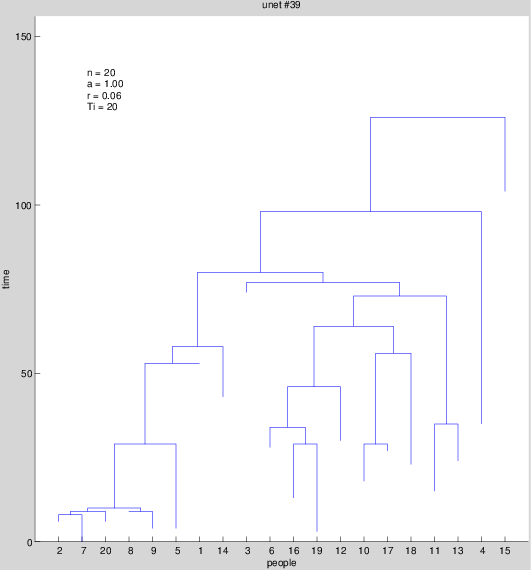 unet #39
150
n = 20
a = 1.00
r = 0.06
Ti = 20
100
time
50
0
2 7 20 8 9 5 1 14 3 6 16 19 12 10 17 18 11 13 4 15
people